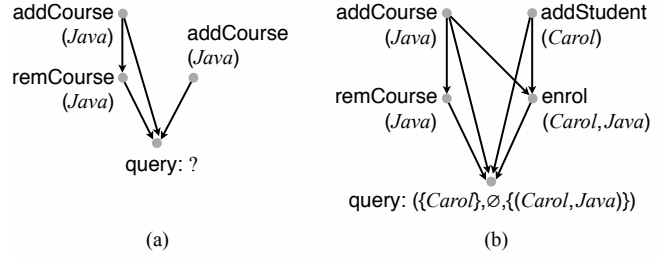 addCourse
(Java)
addCourse
(Java)
remCourse
(Java)
query: ?
(a)
addCourse
(Java)
addStudent
(Carol)
remCourse
(Java)
enrol
(Carol,Java)
query: ({Carol},∅,{(Carol,Java)})
(b)